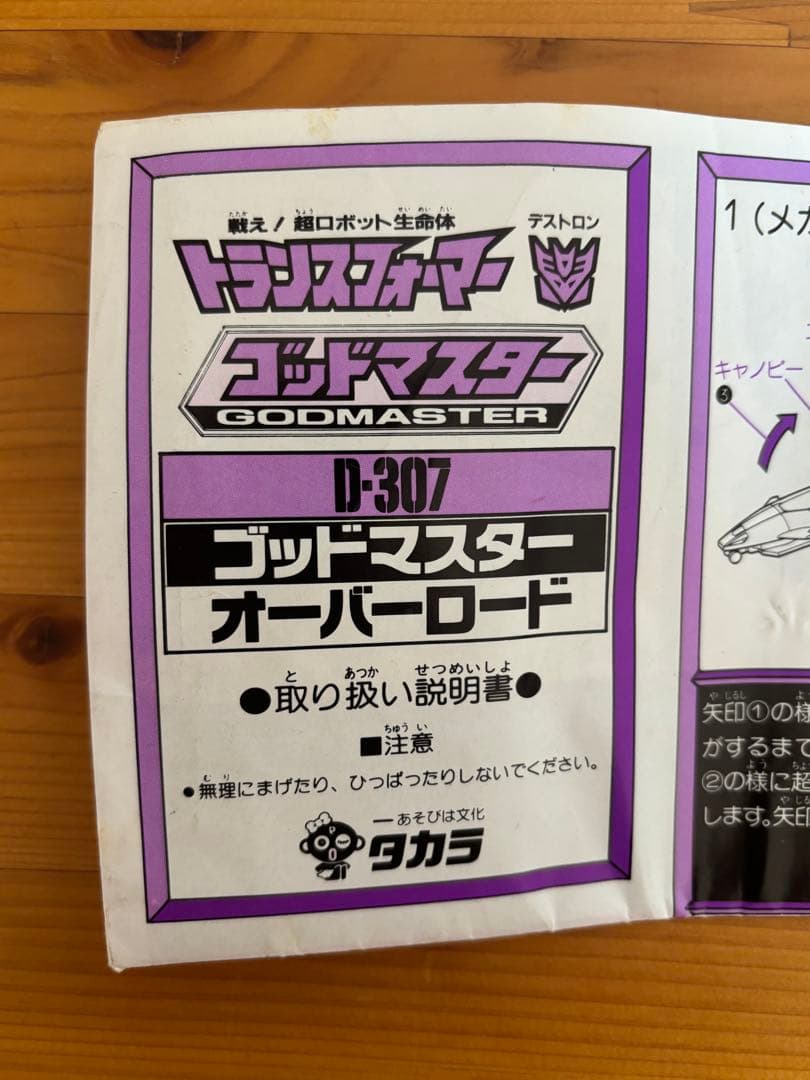 戦え！超ロボット生命体
トランスフォーマー
デストロン
ゴッドマスター
GODMASTER
D-307
ゴッドマスター
オーバーロード
●取り扱い説明書●
■注意
●無理にまげたり、ひっぱったりしないでください。
―あそびは文化
タカラ
1（メガ
キャノピー
3
矢印①の様
がするまで
②の様に超
します。矢印